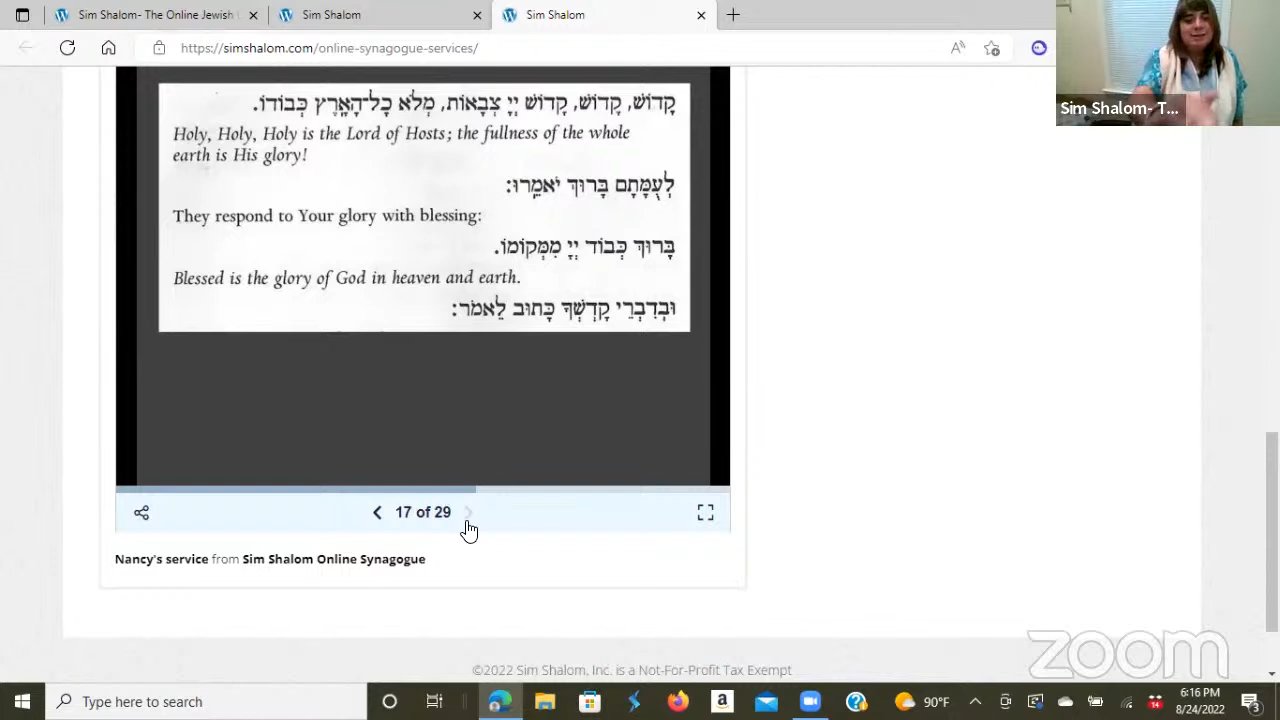 Sim Shalom- The Online Jewish
Sim Shalom
Sim Shalom
https://simshalom.com/online-synagogue-services/
Sim Shalom- T...
קָדוֹשׁ, קָדוֹשׁ, קָדוֹשׁ יְיָ צְבָאוֹת, מְלֹא כׇל־הָאָֽרֶץ כְּבוֹדוֹ.
Holy, Holy, Holy is the Lord of Hosts; the fullness of the whole
earth is His glory!
לְעֻמָּתָם בָּרוּךְ יֹאמֵֽרוּ:
They respond to Your glory with blessing:
בָּרוּךְ כְּבוֹד יְיָ מִמְּקוֹמוֹ.
Blessed is the glory of God in heaven and earth.
וּבְדִבְרֵי קׇדְשְׁךָ כָּתוּב לֵאמֹר:
17 of 29
Nancy's service from Sim Shalom Online Synagogue
zoom
©2022 Sim Shalom, Inc. is a Not-For-Profit Tax Exempt
Type here to search
90°F
14
6:16 PM
8/24/2022
3